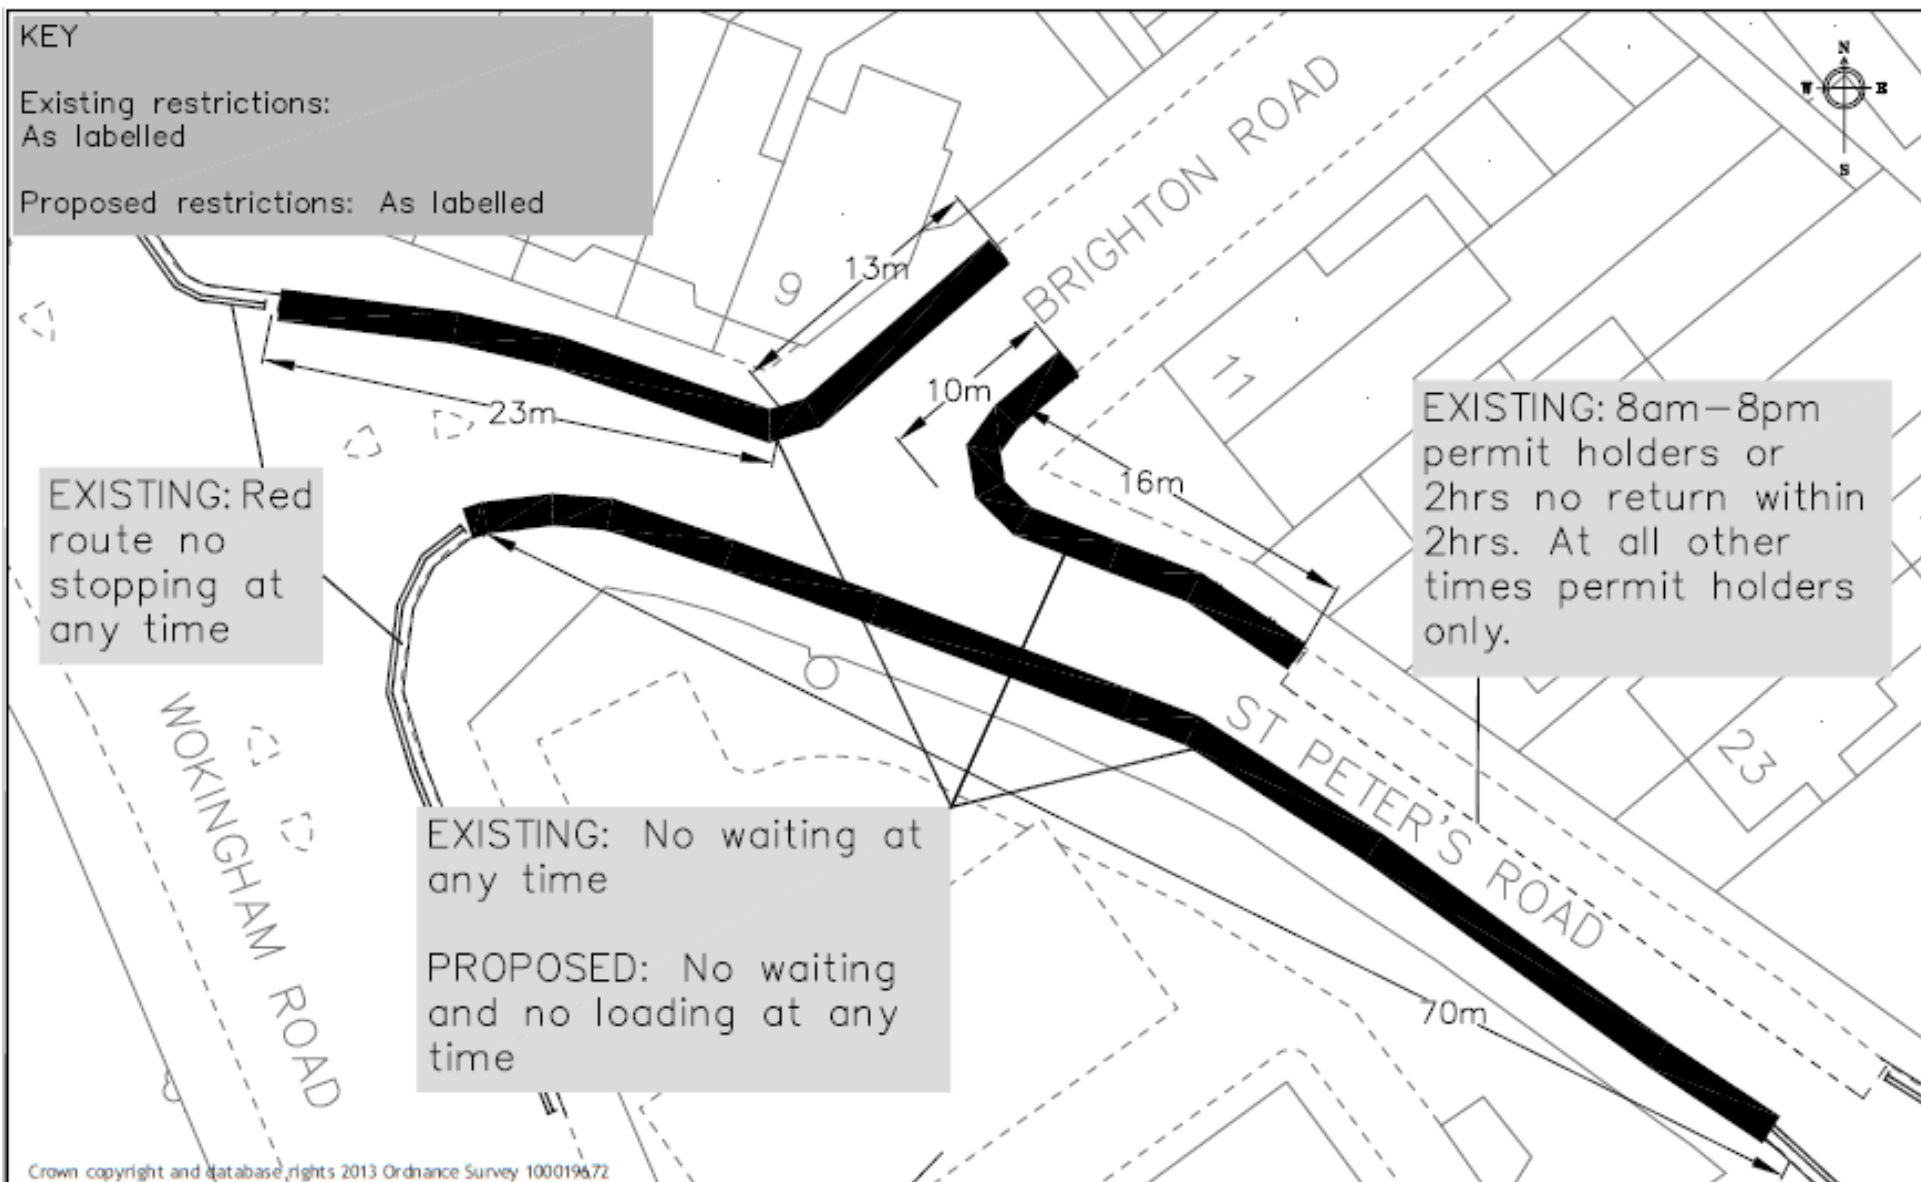 KEY
Existing restrictions:
As labelled
Proposed restrictions: As labelled
N
W E
S
BRIGHTON ROAD
13m
9
10m
23m
11
16m
EXISTING: 8am-8pm
permit holders or
2hrs no return within
2hrs. At all other
times permit holders
only.
EXISTING: Red
route no
stopping at
any time
WOKINGHAM ROAD
ST PETER'S ROAD
23
EXISTING: No waiting at
any time
PROPOSED: No waiting
and no loading at any
time
70m
Crown copyright and database rights 2013 Ordnance Survey 100019672